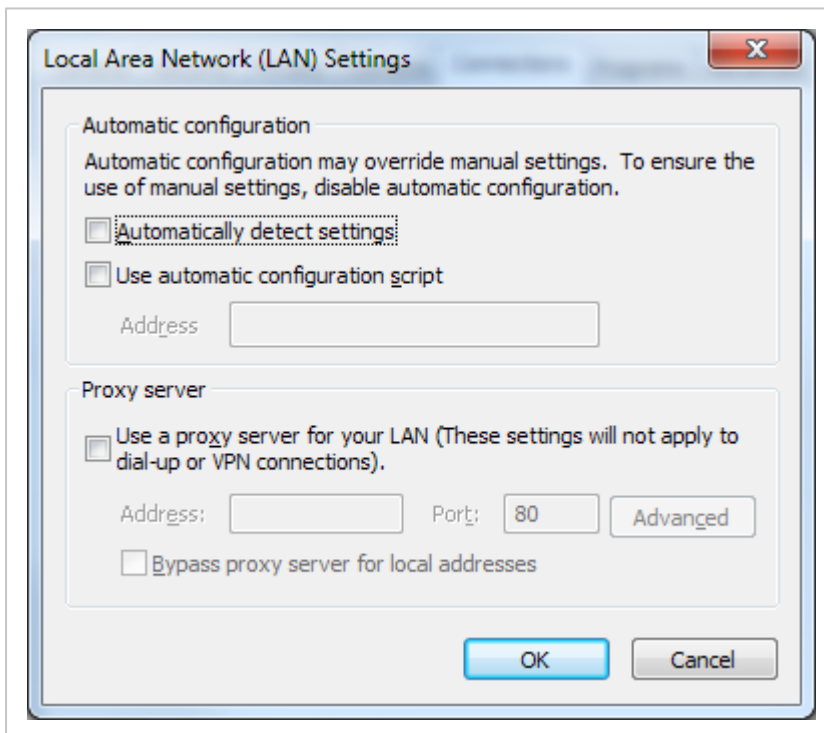 Local Area Network (LAN) Settings
Automatic configuration
Automatic configuration may override manual settings.  To ensure the
use of manual settings, disable automatic configuration.
Automatically detect settings
Use automatic configuration script
Address
Proxy server
Use a proxy server for your LAN (These settings will not apply to
dial-up or VPN connections).
Address:
Port:
80
Advanced
Bypass proxy server for local addresses
OK
Cancel